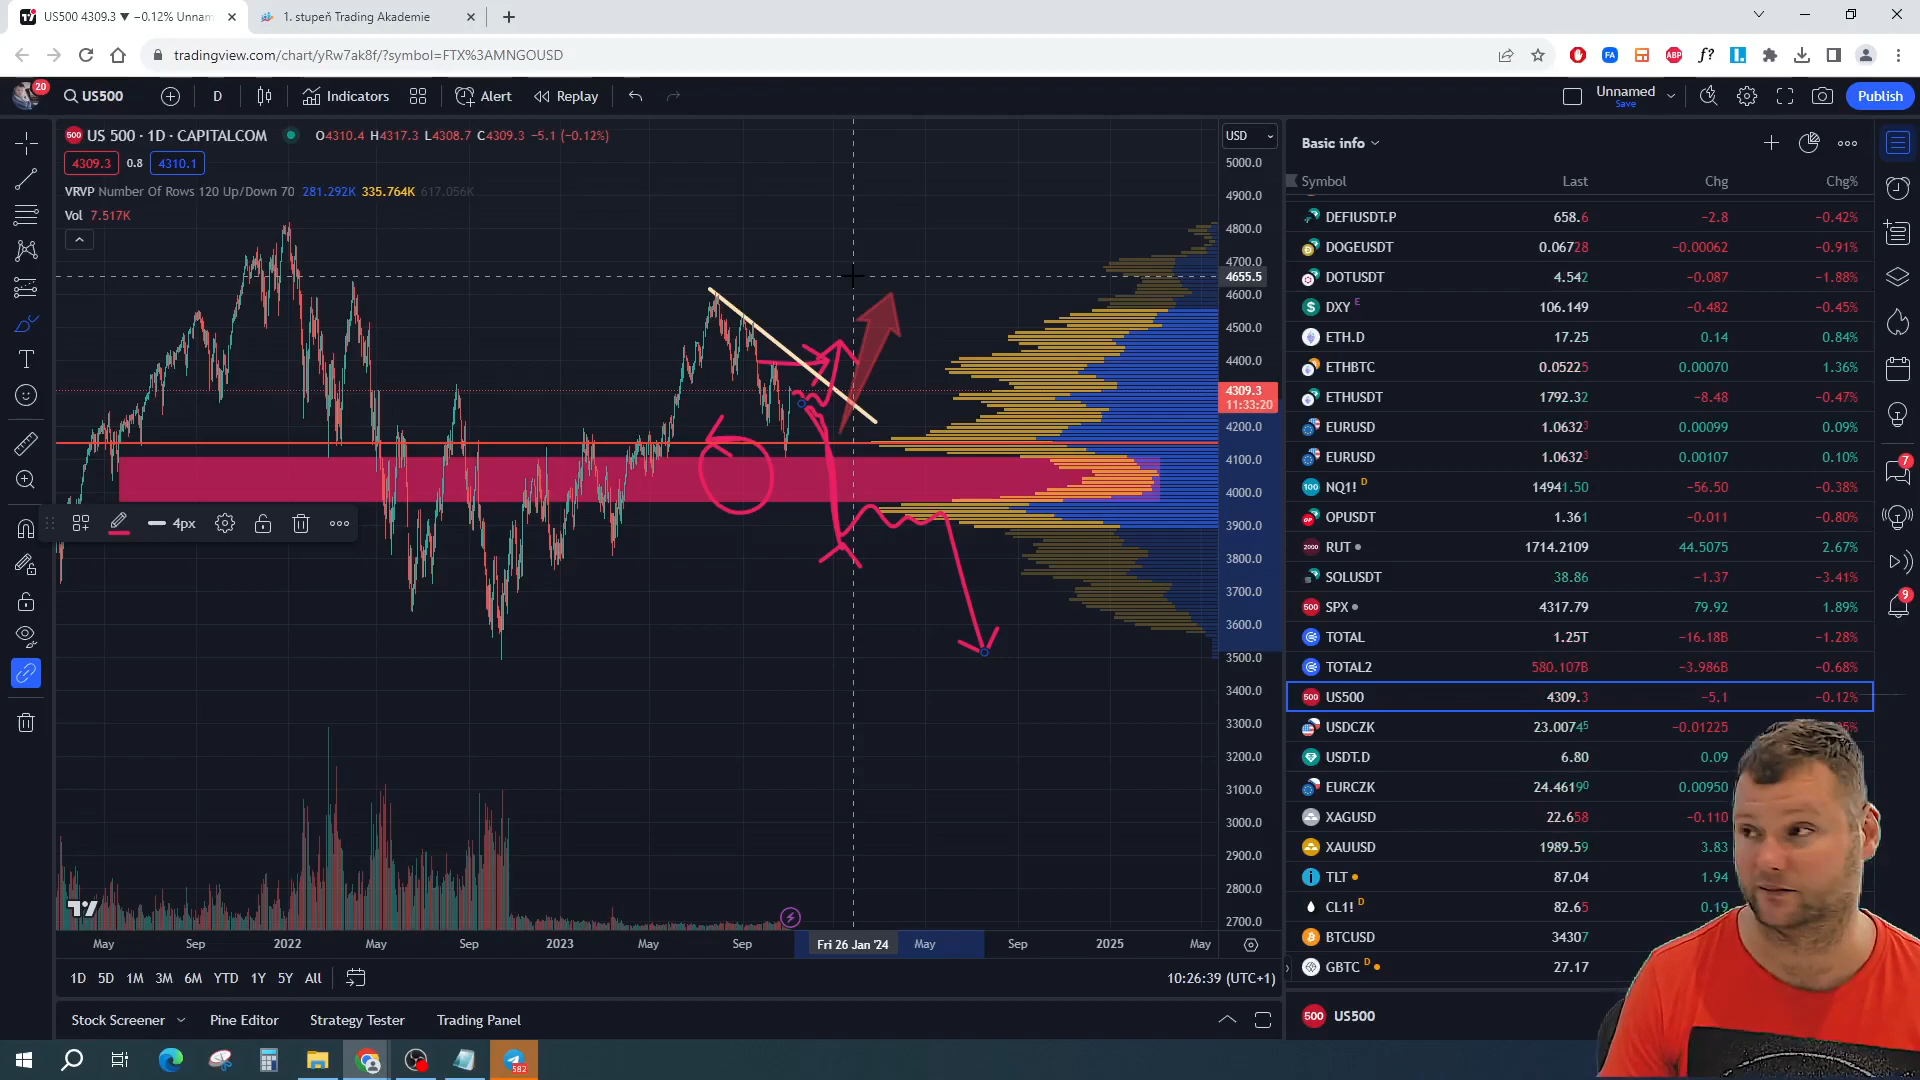 US500 4309.3 ▼ −0.12% Unnam
1. stupeň Trading Akademie
tradingview.com/chart/yRw7ak8f/?symbol=FTX%3AMNGOUSD
20
US500
D
Indicators
Alert
Replay
Unnamed
Save
Publish
US 500 · 1D · CAPITALCOM
O4310.4 H4317.3 L4308.7 C4309.3 −5.1 (−0.12%)
4309.3 0.8 4310.1
VRVP Number Of Rows 120 Up/Down 70 281.292K 335.764K 617.056K
Vol 7.517K
USD
5000.0
4900.0
4800.0
4700.0
4655.5
4600.0
4500.0
4400.0
4309.3
11:33:20
4200.0
4100.0
4000.0
3900.0
3800.0
3700.0
3600.0
3500.0
3400.0
3300.0
3200.0
3100.0
3000.0
2900.0
2800.0
2700.0
4px
May Sep 2022 May Sep 2023 May Sep Fri 26 Jan '24 May Sep 2025 May
1D 5D 1M 3M 6M YTD 1Y 5Y All
10:26:39 (UTC+1)
Stock Screener Pine Editor Strategy Tester Trading Panel
Basic info
Symbol Last Chg Chg%
DEFIUSDT.P 658.6 −2.8 −0.42%
DOGEUSDT 0.06728 −0.00062 −0.91%
DOTUSDT 4.542 −0.087 −1.88%
DXY E 106.149 −0.482 −0.45%
ETH.D 17.25 0.14 0.84%
ETHBTC 0.05225 0.00070 1.36%
ETHUSDT 1792.32 −8.48 −0.47%
EURUSD 1.06323 0.00099 0.09%
EURUSD 1.06323 0.00107 0.10%
NQ1! D 14941.50 −56.50 −0.38%
OPUSDT 1.361 −0.011 −0.80%
RUT 1714.2109 44.5075 2.67%
SOLUSDT 38.86 −1.37 −3.41%
SPX 4317.79 79.92 1.89%
TOTAL 1.25T −16.18B −1.28%
TOTAL2 580.107B −3.986B −0.68%
US500 4309.3 −5.1 −0.12%
USDCZK 23.00745 −0.01225
USDT.D 6.80 0.09
EURCZK 24.46190 0.00950
XAGUSD 22.658 −0.110
XAUUSD 1989.59 3.83
TLT 87.04 1.94
CL1! D 82.65 0.19
BTCUSD 34307
GBTC D 27.17
500 US500
7
9
582